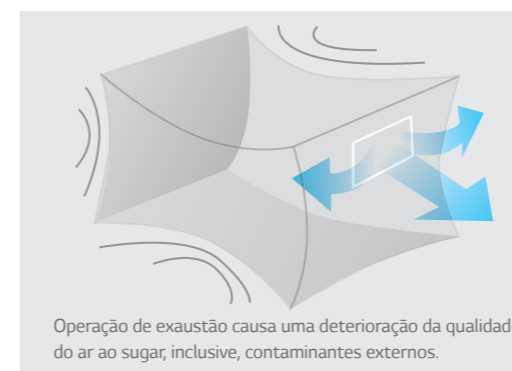 Operação de exaustão causa uma deterioração da qualidad
do ar ao sugar, inclusive, contaminantes externos.